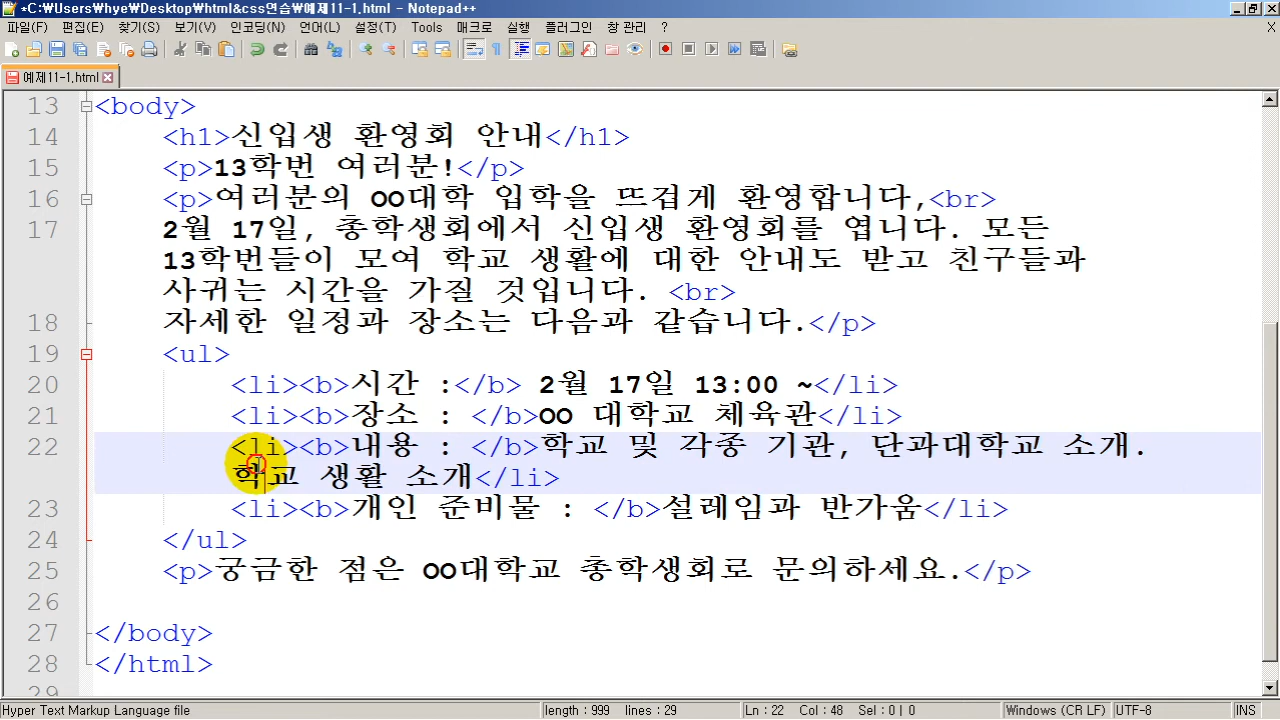 *C:\Users\hye\Desktop\html&css연습\예제11-1.html - Notepad++
파일(F) 편집(E) 찾기(S) 보기(V) 인코딩(N) 언어(L) 설정(T) Tools 매크로 실행 플러그인 창 관리 ? X
예제11-1.html
13 <body>
14 <h1>신입생 환영회 안내</h1>
15 <p>13학번 여러분!</p>
16 <p>여러분의 OO대학 입학을 뜨겁게 환영합니다,<br>
17 2월 17일, 총학생회에서 신입생 환영회를 엽니다. 모든
13학번들이 모여 학교 생활에 대한 안내도 받고 친구들과
사귀는 시간을 가질 것입니다. <br>
18 자세한 일정과 장소는 다음과 같습니다.</p>
19 <ul>
20 <li><b>시간 :</b> 2월 17일 13:00 ~</li>
21 <li><b>장소 : </b>OO 대학교 체육관</li>
22 <li><b>내용 : </b>학교 및 각종 기관, 단과대학교 소개.
학교 생활 소개</li>
23 <li><b>개인 준비물 : </b>설레임과 반가움</li>
24 </ul>
25 <p>궁금한 점은 OO대학교 총학생회로 문의하세요.</p>
26
27 </body>
28 </html>
29
Hyper Text Markup Language file length : 999 lines : 29 Ln : 22 Col : 48 Sel : 0 | 0 Windows (CR LF) UTF-8 INS